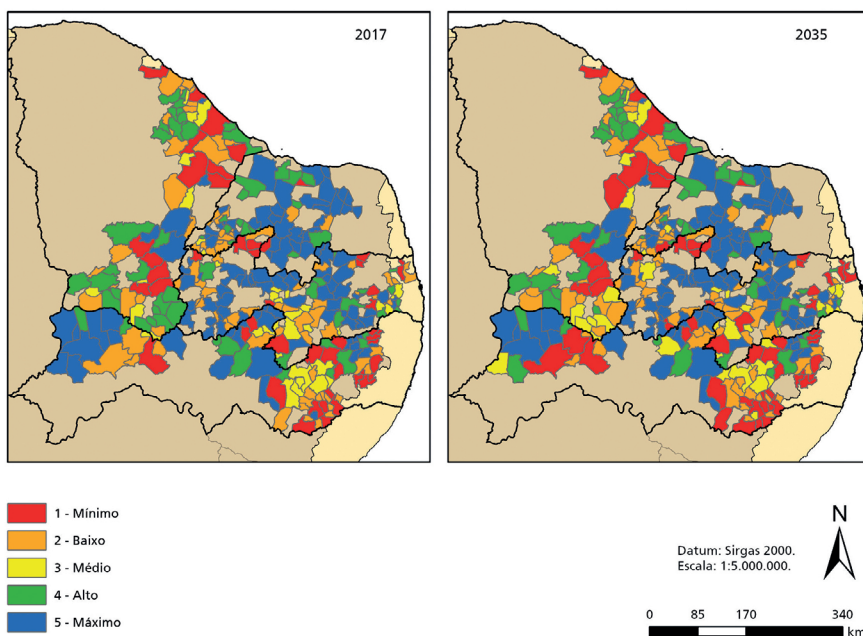 2017
2035
1 - Mínimo
2 - Baixo
3 - Médio
4 - Alto
5 - Máximo
N
Datum: Sirgas 2000.
Escala: 1:5.000.000.
0 85 170 340
km